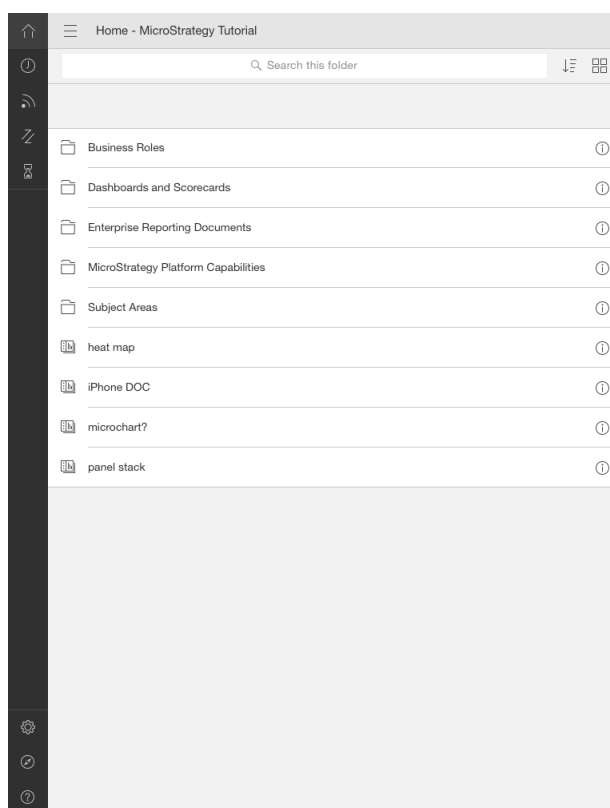 Home - MicroStrategy Tutorial
Search this folder
Business Roles
Dashboards and Scorecards
Enterprise Reporting Documents
MicroStrategy Platform Capabilities
Subject Areas
heat map
iPhone DOC
microchart?
panel stack